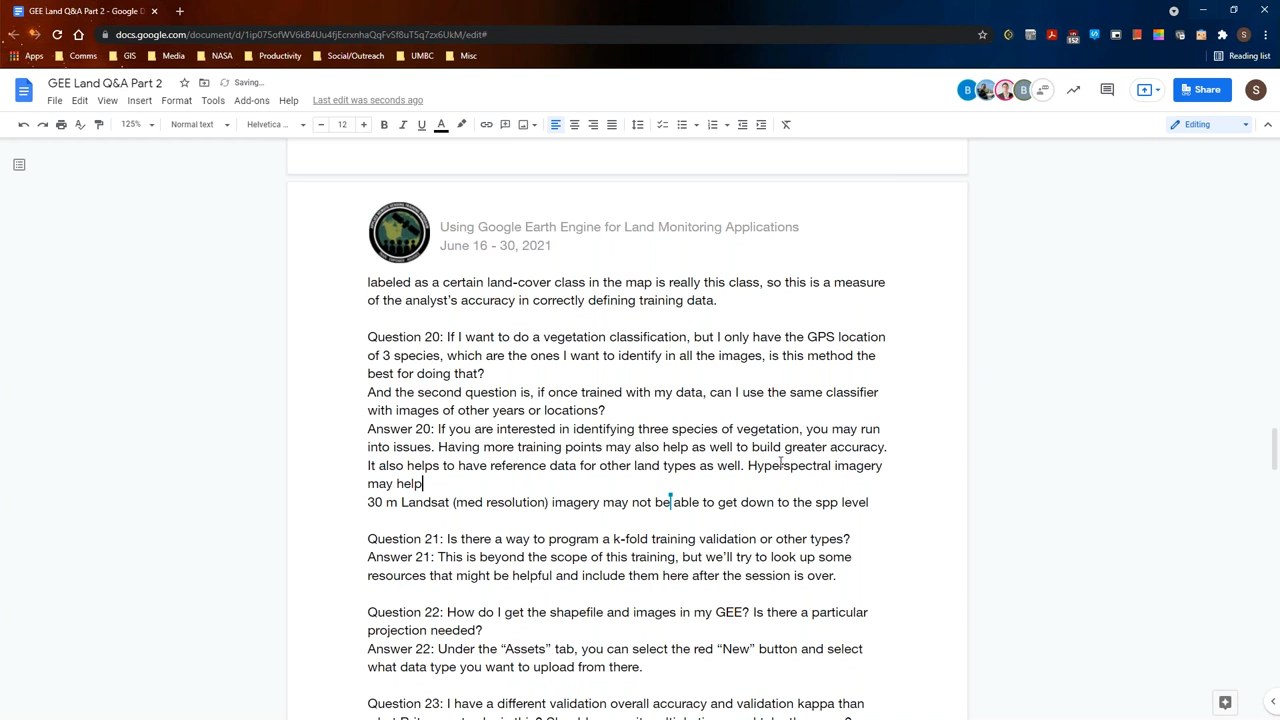 GEE Land Q&A Part 2 - Google D
docs.google.com/document/d/1ip075ofWV6kB4Uu4fjEcrxnhaQqFvSf8uT5q7zx6UkM/edit#
Apps Comms GIS Media NASA Productivity Social/Outreach UMBC Misc Reading list
GEE Land Q&A Part 2 Saving...
File Edit View Insert Format Tools Add-ons Help Last edit was seconds ago
B B Share S
125% Normal text Helvetica ... 12 B I U A Editing
Using Google Earth Engine for Land Monitoring Applications
June 16 - 30, 2021
labeled as a certain land-cover class in the map is really this class, so this is a measure
of the analyst's accuracy in correctly defining training data.
Question 20: If I want to do a vegetation classification, but I only have the GPS location
of 3 species, which are the ones I want to identify in all the images, is this method the
best for doing that?
And the second question is, if once trained with my data, can I use the same classifier
with images of other years or locations?
Answer 20: If you are interested in identifying three species of vegetation, you may run
into issues. Having more training points may also help as well to build greater accuracy.
It also helps to have reference data for other land types as well. Hyperspectral imagery
may help
30 m Landsat (med resolution) imagery may not be able to get down to the spp level
Question 21: Is there a way to program a k-fold training validation or other types?
Answer 21: This is beyond the scope of this training, but we'll try to look up some
resources that might be helpful and include them here after the session is over.
Question 22: How do I get the shapefile and images in my GEE? Is there a particular
projection needed?
Answer 22: Under the “Assets” tab, you can select the red “New” button and select
what data type you want to upload from there.
Question 23: I have a different validation overall accuracy and validation kappa than